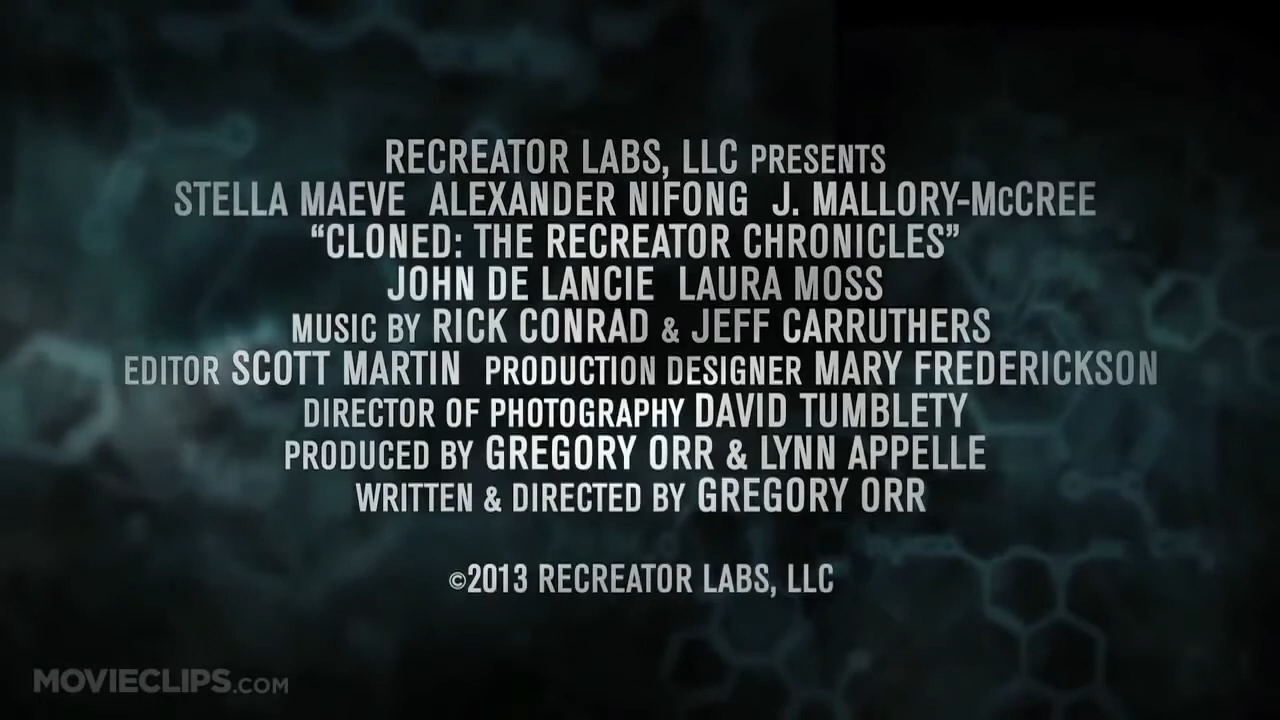 RECREATOR LABS, LLC PRESENTS
STELLA MAEVE ALEXANDER NIFONG J. MALLORY-McCREE
“CLONED: THE RECREATOR CHRONICLES”
JOHN DE LANCIE LAURA MOSS
MUSIC BY RICK CONRAD & JEFF CARRUTHERS
EDITOR SCOTT MARTIN PRODUCTION DESIGNER MARY FREDERICKSON
DIRECTOR OF PHOTOGRAPHY DAVID TUMBLETY
PRODUCED BY GREGORY ORR & LYNN APPELLE
WRITTEN & DIRECTED BY GREGORY ORR
©2013 RECREATOR LABS, LLC
MOVIECLIPS.COM